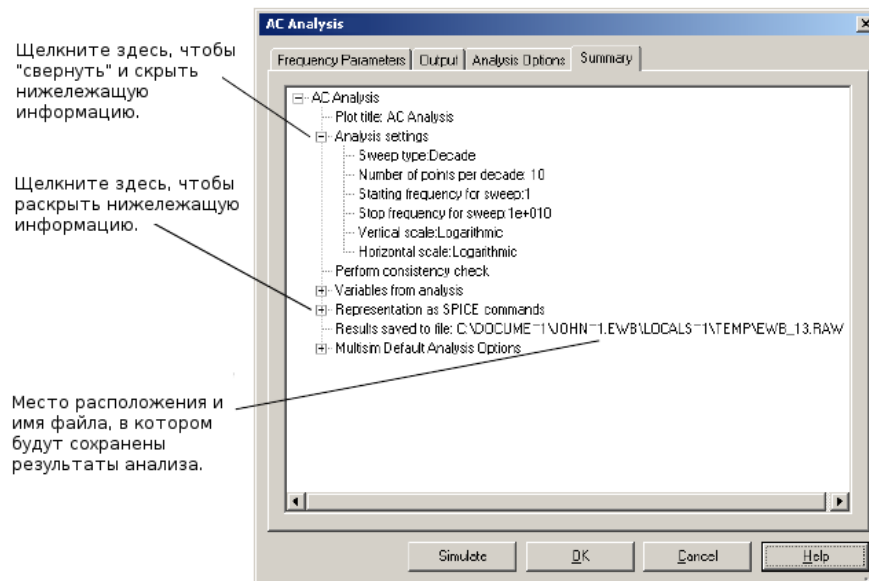 AC Analysis
Щелкните здесь, чтобы
"свернуть" и скрыть
нижележащую
информацию.
Щелкните здесь, чтобы
раскрыть нижележащую
информацию.
Место расположения и
имя файла, в котором
будут сохранены
результаты анализа.
Frequency Parameters Output Analysis Options Summary
AC Analysis
Plot title: AC Analysis
Analysis settings
Sweep type:Decade
Number of points per decade: 10
Starting frequency for sweep:1
Stop frequency for sweep:1e+010
Vertical scale:Logarithmic
Horizontal scale:Logarithmic
Perform consistency check
Variables from analysis
Representation as SPICE commands
Results saved to file: C:\DOCUME~1\JOHN~1.EWB\LOCALS~1\TEMP\EWB_13.RAW
Multisim Default Analysis Options
Simulate OK Cancel Help